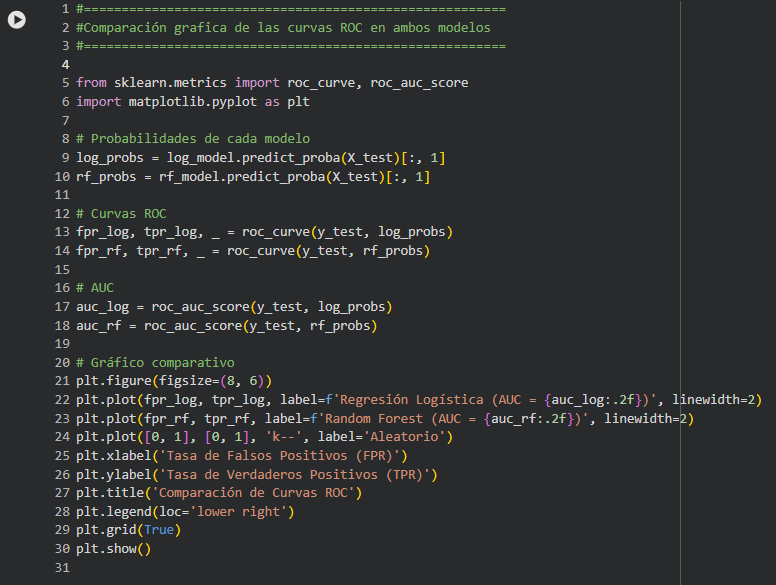 1 #========================================================
2 #Comparación grafica de las curvas ROC en ambos modelos
3 #========================================================
4
5 from sklearn.metrics import roc_curve, roc_auc_score
6 import matplotlib.pyplot as plt
7
8 # Probabilidades de cada modelo
9 log_probs = log_model.predict_proba(X_test)[:, 1]
10 rf_probs = rf_model.predict_proba(X_test)[:, 1]
11
12 # Curvas ROC
13 fpr_log, tpr_log, _ = roc_curve(y_test, log_probs)
14 fpr_rf, tpr_rf, _ = roc_curve(y_test, rf_probs)
15
16 # AUC
17 auc_log = roc_auc_score(y_test, log_probs)
18 auc_rf = roc_auc_score(y_test, rf_probs)
19
20 # Gráfico comparativo
21 plt.figure(figsize=(8, 6))
22 plt.plot(fpr_log, tpr_log, label=f'Regresión Logística (AUC = {auc_log:.2f})', linewidth=2)
23 plt.plot(fpr_rf, tpr_rf, label=f'Random Forest (AUC = {auc_rf:.2f})', linewidth=2)
24 plt.plot([0, 1], [0, 1], 'k--', label='Aleatorio')
25 plt.xlabel('Tasa de Falsos Positivos (FPR)')
26 plt.ylabel('Tasa de Verdaderos Positivos (TPR)')
27 plt.title('Comparación de Curvas ROC')
28 plt.legend(loc='lower right')
29 plt.grid(True)
30 plt.show()
31